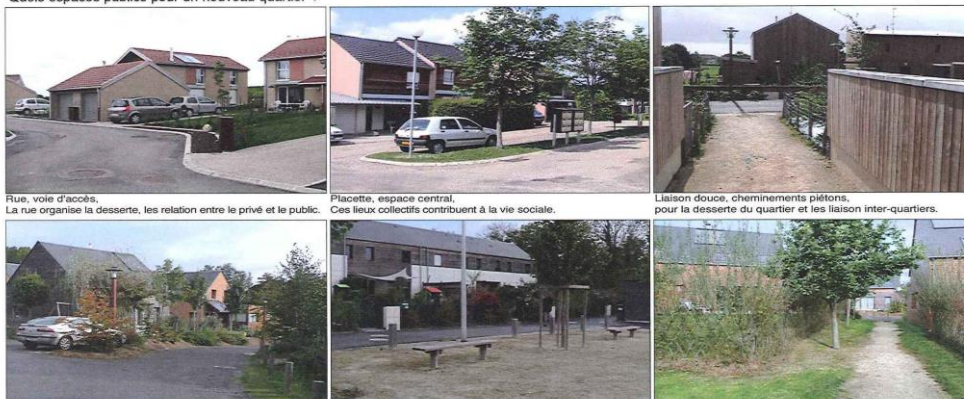 Quels espaces publics pour un nouveau quartier ?
Rue, voie d'accès,
La rue organise la desserte, les relation entre le privé et le public.
Placette, espace central,
Ces lieux collectifs contribuent à la vie sociale.
Liaison douce, cheminements piétons,
pour la desserte du quartier et les liaison inter-quartiers.